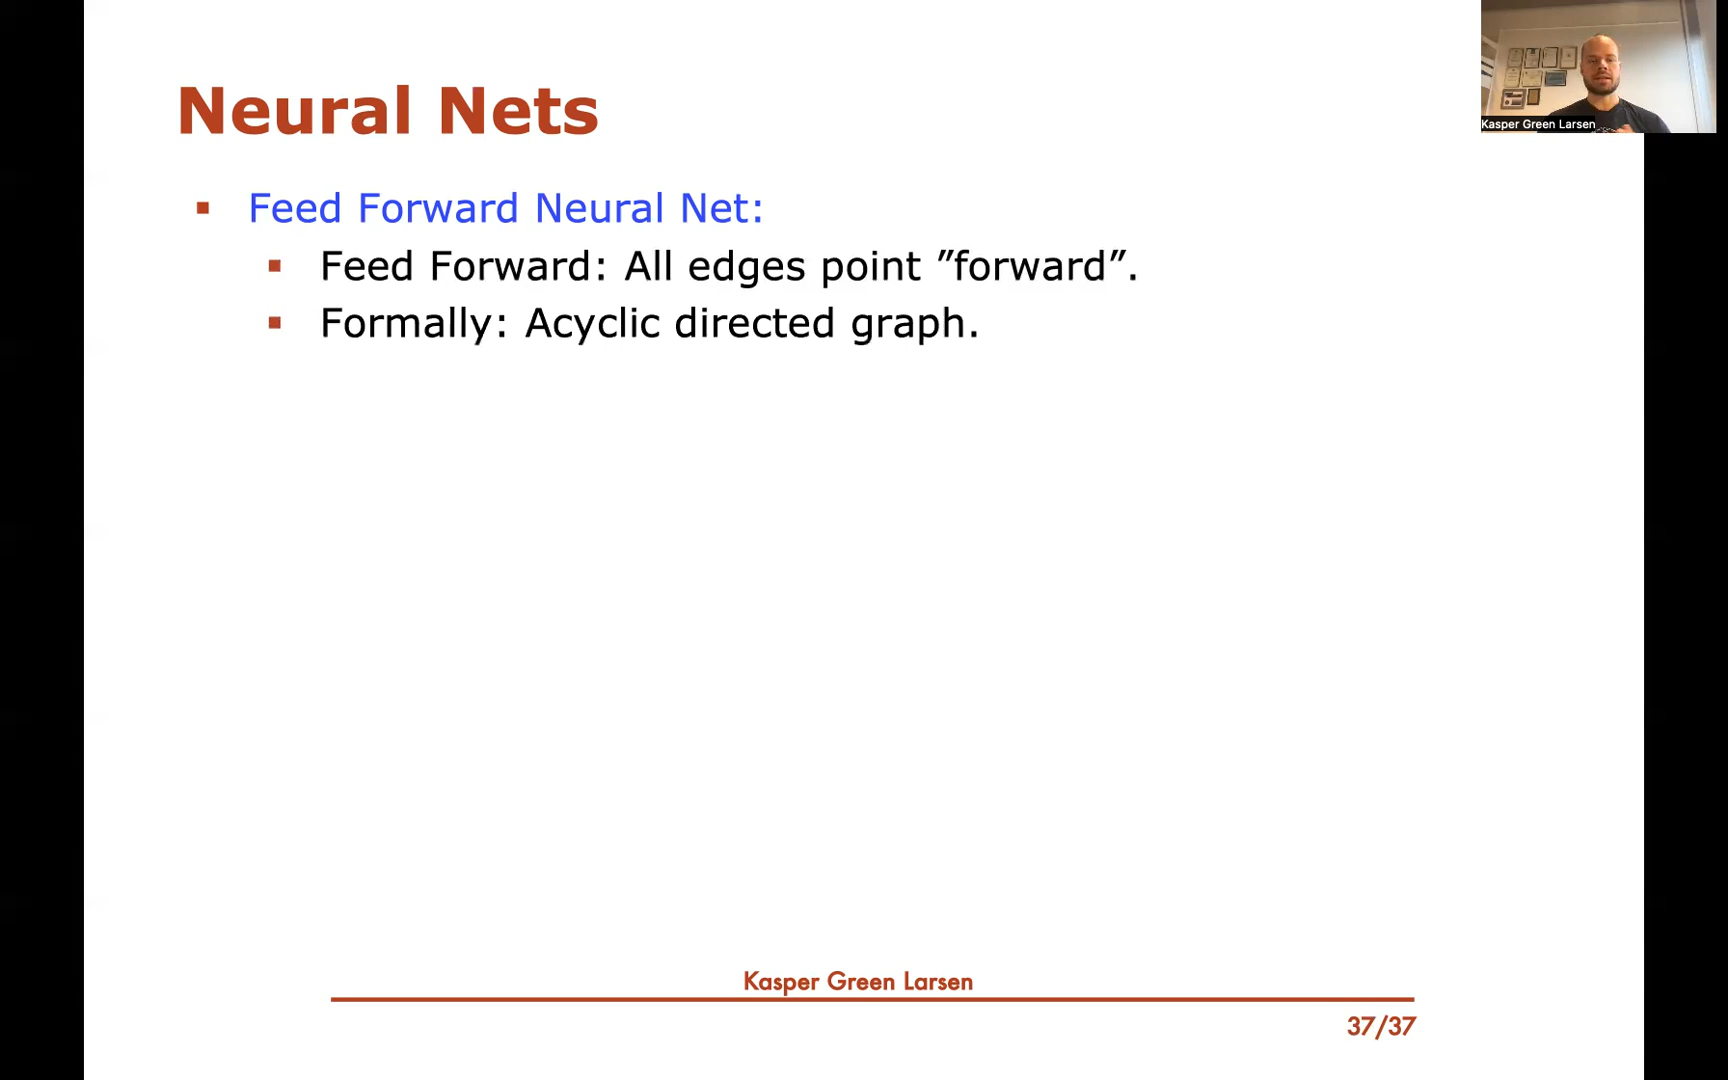 Neural Nets
Kasper Green Larsen
Feed Forward Neural Net:
Feed Forward: All edges point ”forward”.
Formally: Acyclic directed graph.
Kasper Green Larsen
37/37